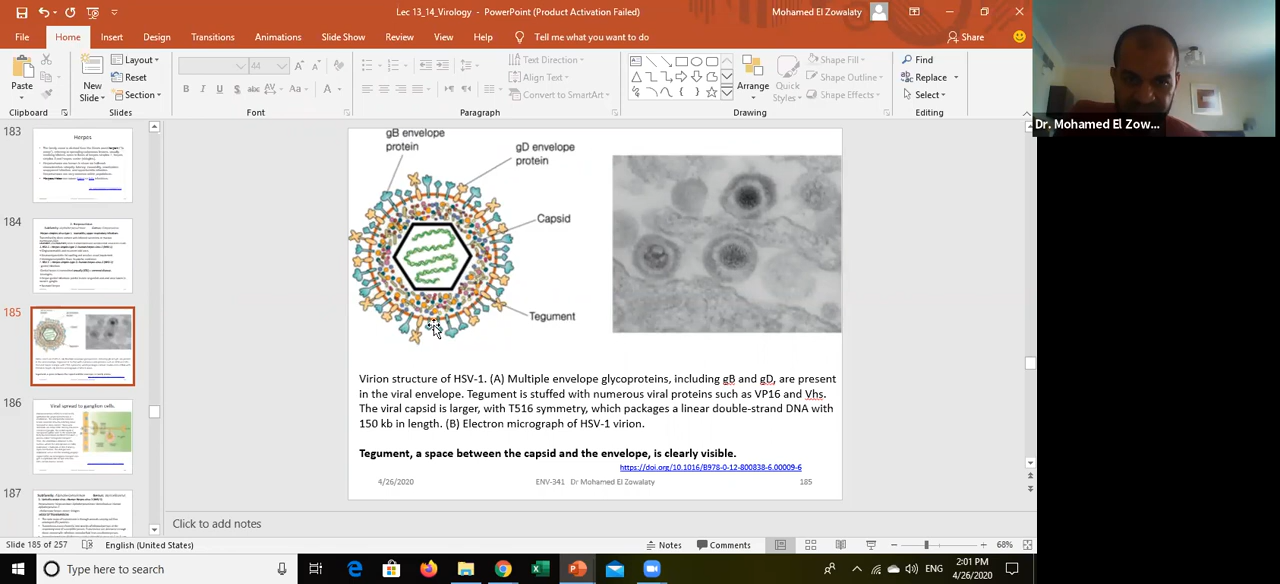 Lec 13_14_Virology - PowerPoint (Product Activation Failed)
Mohamed El Zowalaty
File Home Insert Design Transitions Animations Slide Show Review View Help Tell me what you want to do
Share
Paste
Clipboard
New
Slide
Layout
Reset
Section
Slides
44
B I U S abc AV Aa A
Font
Text Direction
Align Text
Convert to SmartArt
Paragraph
Arrange
Quick
Styles
Shape Fill
Shape Outline
Shape Effects
Drawing
Find
Replace
Select
Editing
Dr. Mohamed El Zow...
183
Herpes
184
185
186
Viral spread to ganglion cells.
187
gB envelope
protein
gD envelope
protein
Capsid
Tegument
Virion structure of HSV-1. (A) Multiple envelope glycoproteins, including gB and gD, are present
in the viral envelope. Tegument is stuffed with numerous viral proteins such as VP16 and Vhs.
The viral capsid is larger, with T516 symmetry, which packages a linear double-strand DNA with
150 kb in length. (B) Electron micrograph of HSV-1 virion.
Tegument, a space between the capsid and the envelope, is clearly visible.
https://doi.org/10.1016/B978-0-12-800838-6.00009-6
4/26/2020
ENV-341 Dr Mohamed El Zowalaty
185
Click to add notes
Slide 185 of 257
English (United States)
Notes
Comments
68%
Type here to search
ENG
2:01 PM
4/26/2020